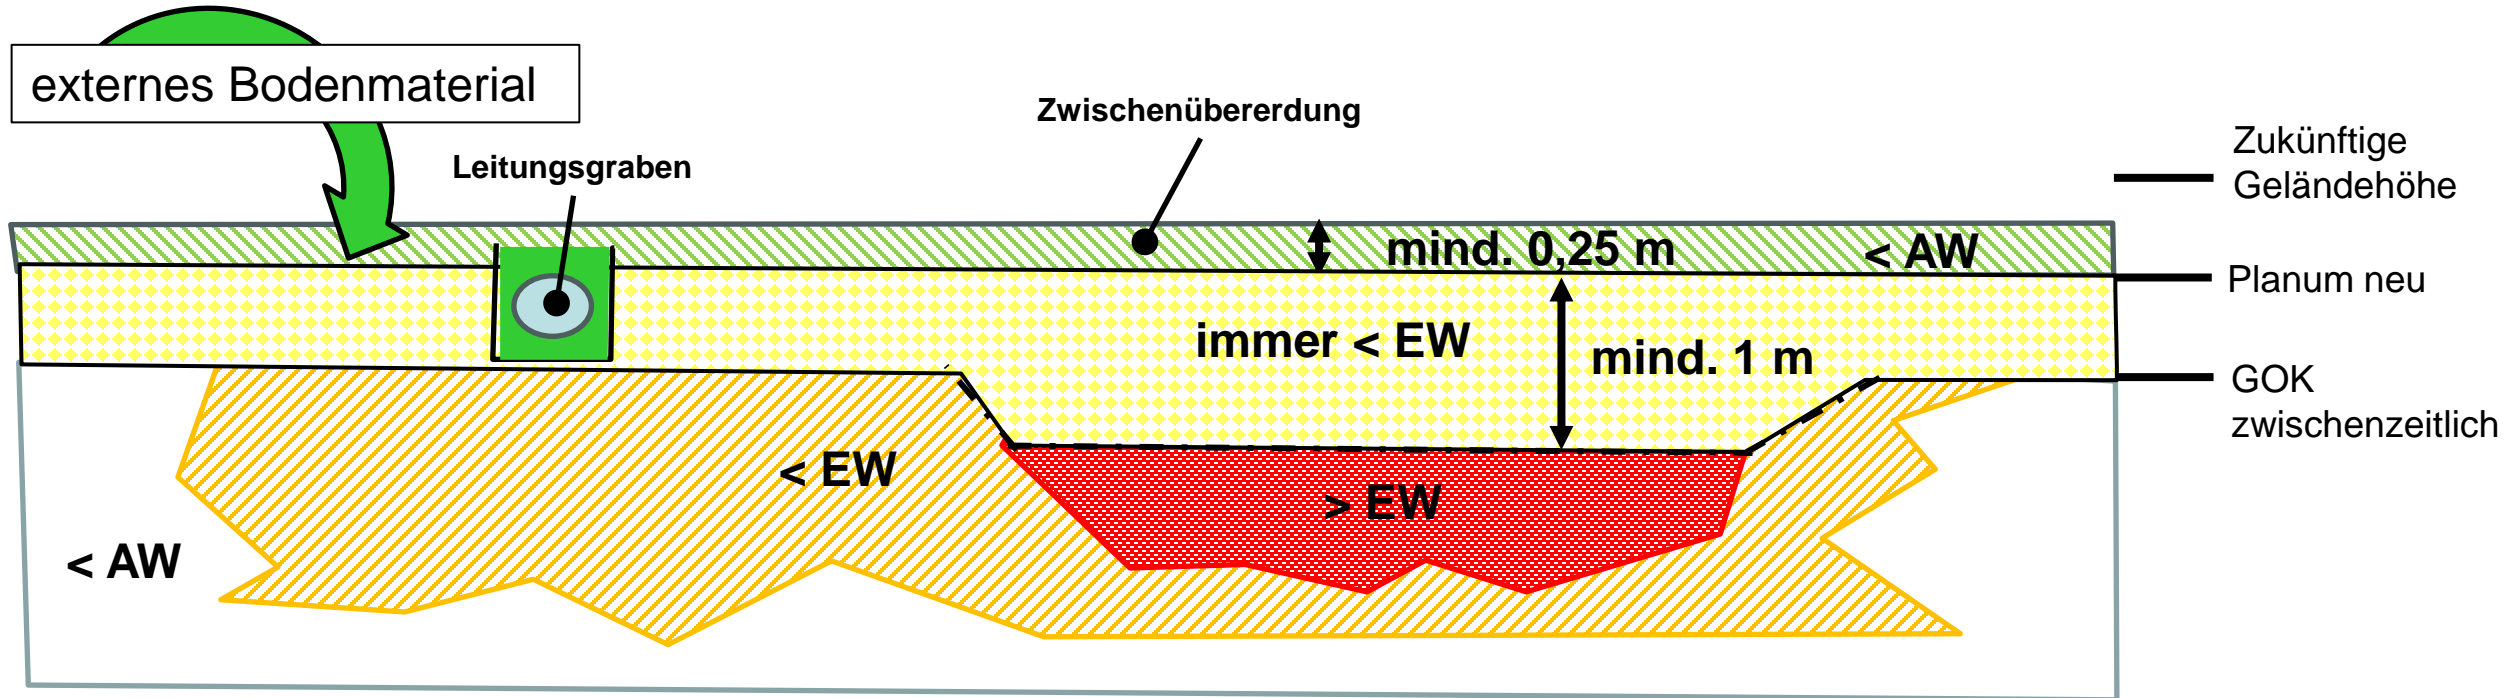 externes Bodenmaterial
Zwischenübererdung
Leitungsgraben
Zukünftige
Geländehöhe
mind. 0,25 m
< AW
Planum neu
immer < EW
mind. 1 m
GOK
zwischenzeitlich
< EW
> EW
< AW